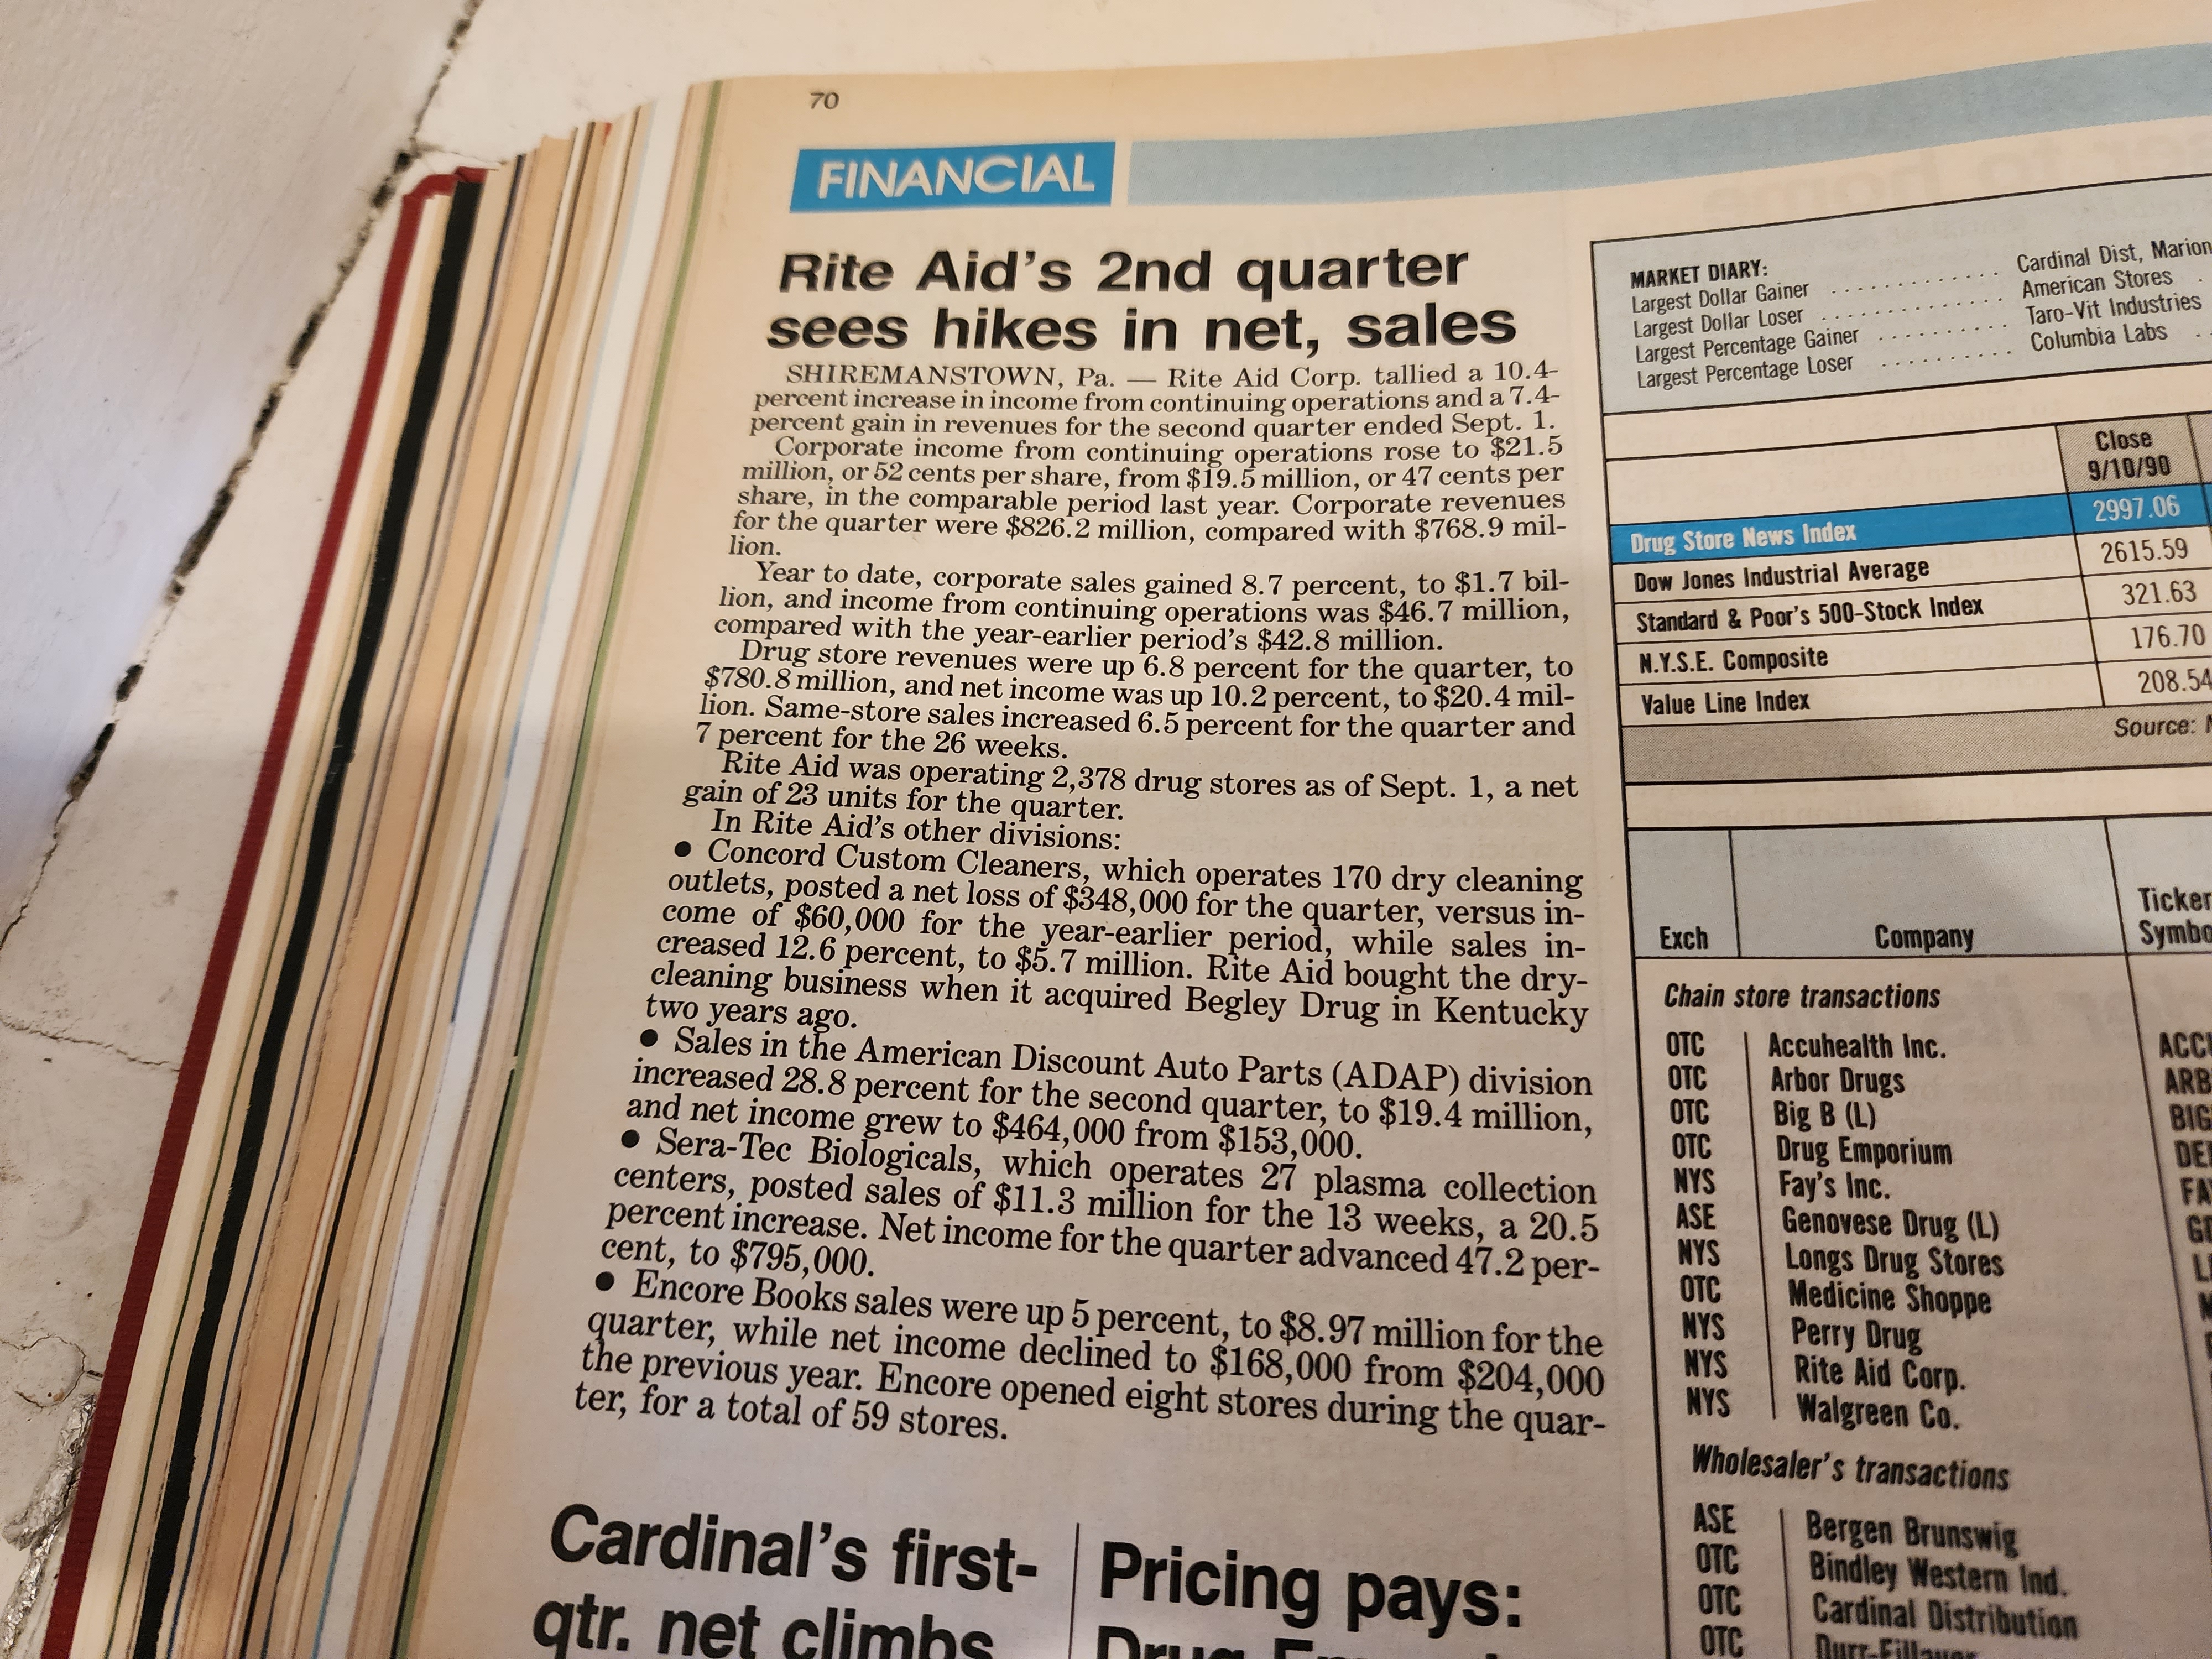 70
FINANCIAL
Rite Aid's 2nd quarter
sees hikes in net, sales
SHIREMANSTOWN, Pa. — Rite Aid Corp. tallied a 10.4-
percent increase in income from continuing operations and a 7.4-
percent gain in revenues for the second quarter ended Sept. 1.
Corporate income from continuing operations rose to $21.5
million, or 52 cents per share, from $19.5 million, or 47 cents per
share, in the comparable period last year. Corporate revenues
for the quarter were $826.2 million, compared with $768.9 mil-
lion.
Year to date, corporate sales gained 8.7 percent, to $1.7 bil-
lion, and income from continuing operations was $46.7 million,
compared with the year-earlier period's $42.8 million.
Drug store revenues were up 6.8 percent for the quarter, to
$780.8 million, and net income was up 10.2 percent, to $20.4 mil-
lion. Same-store sales increased 6.5 percent for the quarter and
7 percent for the 26 weeks.
Rite Aid was operating 2,378 drug stores as of Sept. 1, a net
gain of 23 units for the quarter.
In Rite Aid's other divisions:
● Concord Custom Cleaners, which operates 170 dry cleaning
outlets, posted a net loss of $348,000 for the quarter, versus in-
come of $60,000 for the year-earlier period, while sales in-
creased 12.6 percent, to $5.7 million. Rite Aid bought the dry-
cleaning business when it acquired Begley Drug in Kentucky
two years ago.
● Sales in the American Discount Auto Parts (ADAP) division
increased 28.8 percent for the second quarter, to $19.4 million,
and net income grew to $464,000 from $153,000.
● Sera-Tec Biologicals, which operates 27 plasma collection
centers, posted sales of $11.3 million for the 13 weeks, a 20.5
percent increase. Net income for the quarter advanced 47.2 per-
cent, to $795,000.
● Encore Books sales were up 5 percent, to $8.97 million for the
quarter, while net income declined to $168,000 from $204,000
the previous year. Encore opened eight stores during the quar-
ter, for a total of 59 stores.
Cardinal's first-
qtr. net climbs
Pricing pays:
Drug
MARKET DIARY:
Largest Dollar Gainer . . . . . . . . . . . Cardinal Dist, Marion
Largest Dollar Loser . . . . . . . . . . . American Stores
Largest Percentage Gainer . . . . . . . . Taro-Vit Industries
Largest Percentage Loser . . . . . . . . Columbia Labs
Close
9/10/90
Drug Store News Index 2997.06
Dow Jones Industrial Average 2615.59
Standard & Poor's 500-Stock Index 321.63
N.Y.S.E. Composite 176.70
Value Line Index 208.54
Source:
Exch Company Ticker
Chain store transactions
OTC Accuhealth Inc.
OTC Arbor Drugs
OTC Big B (L)
OTC Drug Emporium
NYS Fay's Inc.
ASE Genovese Drug (L)
NYS Longs Drug Stores
OTC Medicine Shoppe
NYS Perry Drug
NYS Rite Aid Corp.
NYS Walgreen Co.
Wholesaler's transactions
ASE Bergen Brunswig
OTC Bindley Western Ind.
OTC Cardinal Distribution
OTC